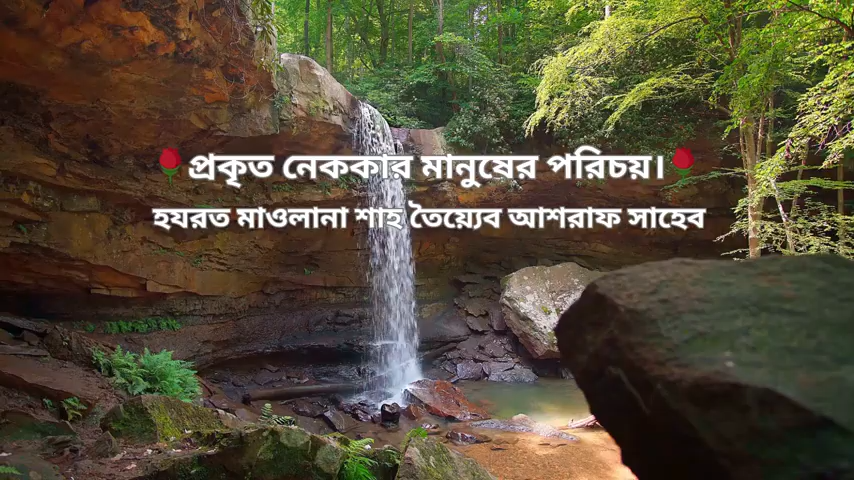 🌹প্রকৃত নেককার মানুষের পরিচয়।🌹
হযরত মাওলানা শাহ তৈয়্যেব আশরাফ সাহেব